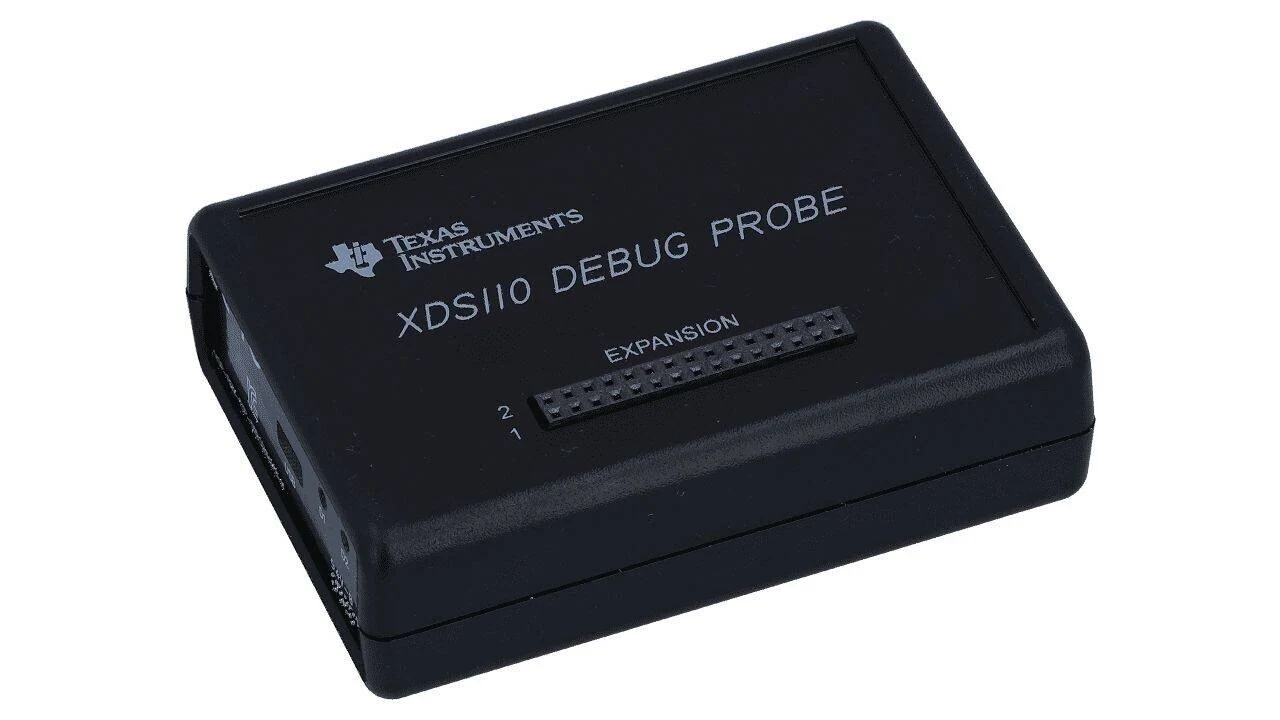 TEXAS
INSTRUMENTS
XDS110 DEBUG PROBE
EXPANSION
2
1